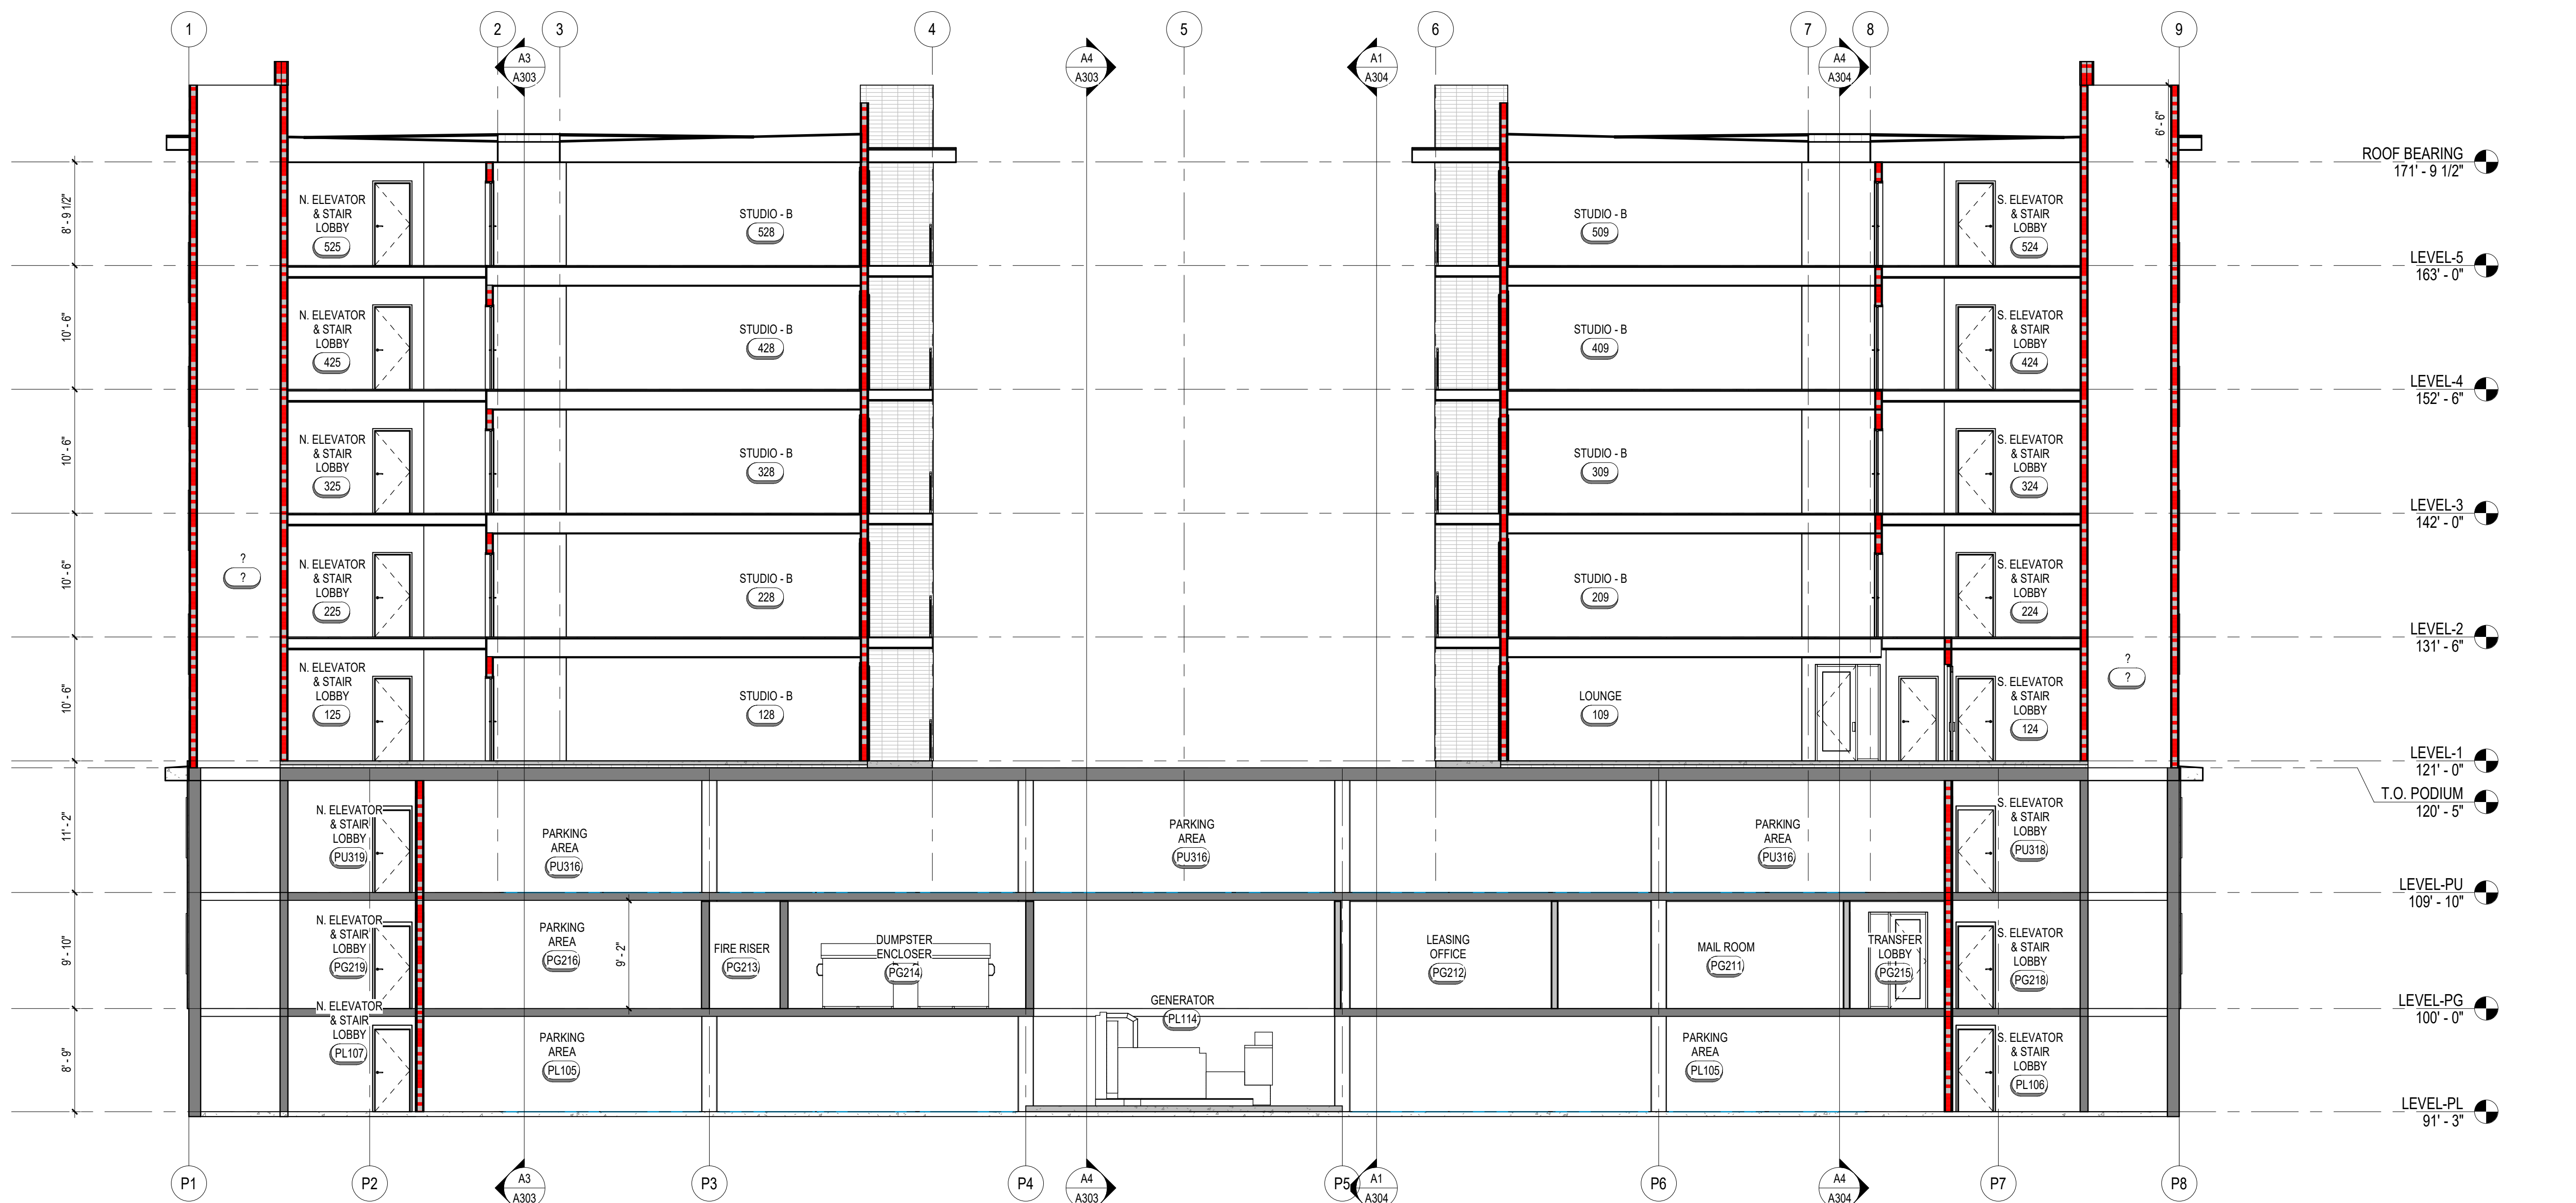 1 2 3 4 5 6 7 8 9
A3 A4 A1 A4
A303 A303 A304 A304
6' - 6"
ROOF BEARING
171' - 9 1/2"
8' - 9 1/2"
N. ELEVATOR
& STAIR
LOBBY
525
STUDIO - B
528
STUDIO - B
509
S. ELEVATOR
& STAIR
LOBBY
524
LEVEL-5
163' - 0"
10' - 6"
N. ELEVATOR
& STAIR
LOBBY
425
STUDIO - B
428
STUDIO - B
409
S. ELEVATOR
& STAIR
LOBBY
424
LEVEL-4
152' - 6"
10' - 6"
N. ELEVATOR
& STAIR
LOBBY
325
STUDIO - B
328
STUDIO - B
309
S. ELEVATOR
& STAIR
LOBBY
324
LEVEL-3
142' - 0"
10' - 6"
?
?
N. ELEVATOR
& STAIR
LOBBY
225
STUDIO - B
228
STUDIO - B
209
S. ELEVATOR
& STAIR
LOBBY
224
LEVEL-2
131' - 6"
10' - 6"
N. ELEVATOR
& STAIR
LOBBY
125
STUDIO - B
128
LOUNGE
109
S. ELEVATOR
& STAIR
LOBBY
124
?
?
LEVEL-1
121' - 0"
T.O. PODIUM
120' - 5"
11' - 2"
N. ELEVATOR
& STAIR
LOBBY
PU319
PARKING
AREA
PU316
PARKING
AREA
PU316
PARKING
AREA
PU316
S. ELEVATOR
& STAIR
LOBBY
PU318
LEVEL-PU
109' - 10"
9' - 10"
N. ELEVATOR
& STAIR
LOBBY
PG219
PARKING
AREA
PG216
9' - 2"
FIRE RISER
PG213
DUMPSTER
ENCLOSER
PG214
LEASING
OFFICE
PG212
MAIL ROOM
PG211
TRANSFER
LOBBY
PG215
S. ELEVATOR
& STAIR
LOBBY
PG218
LEVEL-PG
100' - 0"
8' - 9"
N. ELEVATOR
& STAIR
LOBBY
PL107
PARKING
AREA
PL105
GENERATOR
PL114
PARKING
AREA
PL105
S. ELEVATOR
& STAIR
LOBBY
PL106
LEVEL-PL
91' - 3"
P1 P2 P3 P4 P5 P6 P7 P8
A3 A4 A1 A4
A303 A303 A304 A304